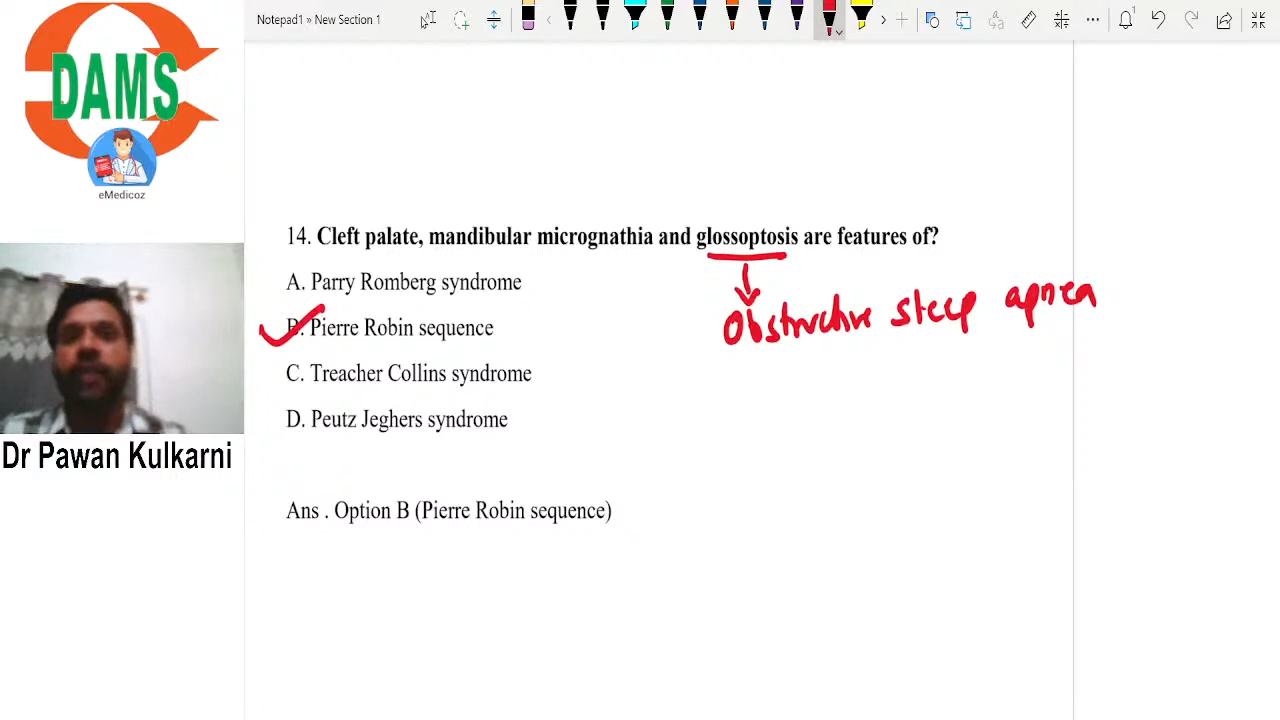 Notepad1 » New Section 1
DAMS
eMedicoz
14. Cleft palate, mandibular micrognathia and glossoptosis are features of?
A. Parry Romberg syndrome
B. Pierre Robin sequence
Obstructive sleep apnea
C. Treacher Collins syndrome
D. Peutz Jeghers syndrome
Dr Pawan Kulkarni
Ans . Option B (Pierre Robin sequence)